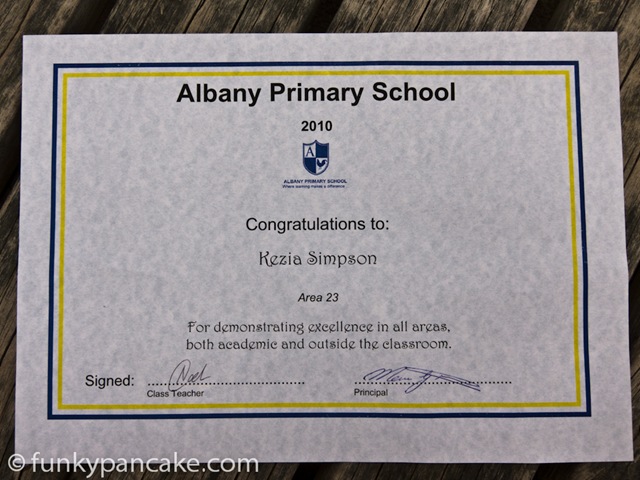 Albany Primary School
2010
A
ALBANY PRIMARY SCHOOL
Where learning makes a difference
Congratulations to:
Kezia Simpson
Area 23
For demonstrating excellence in all areas,
both academic and outside the classroom.
Signed:
Class Teacher
Principal
© funkypancake.com